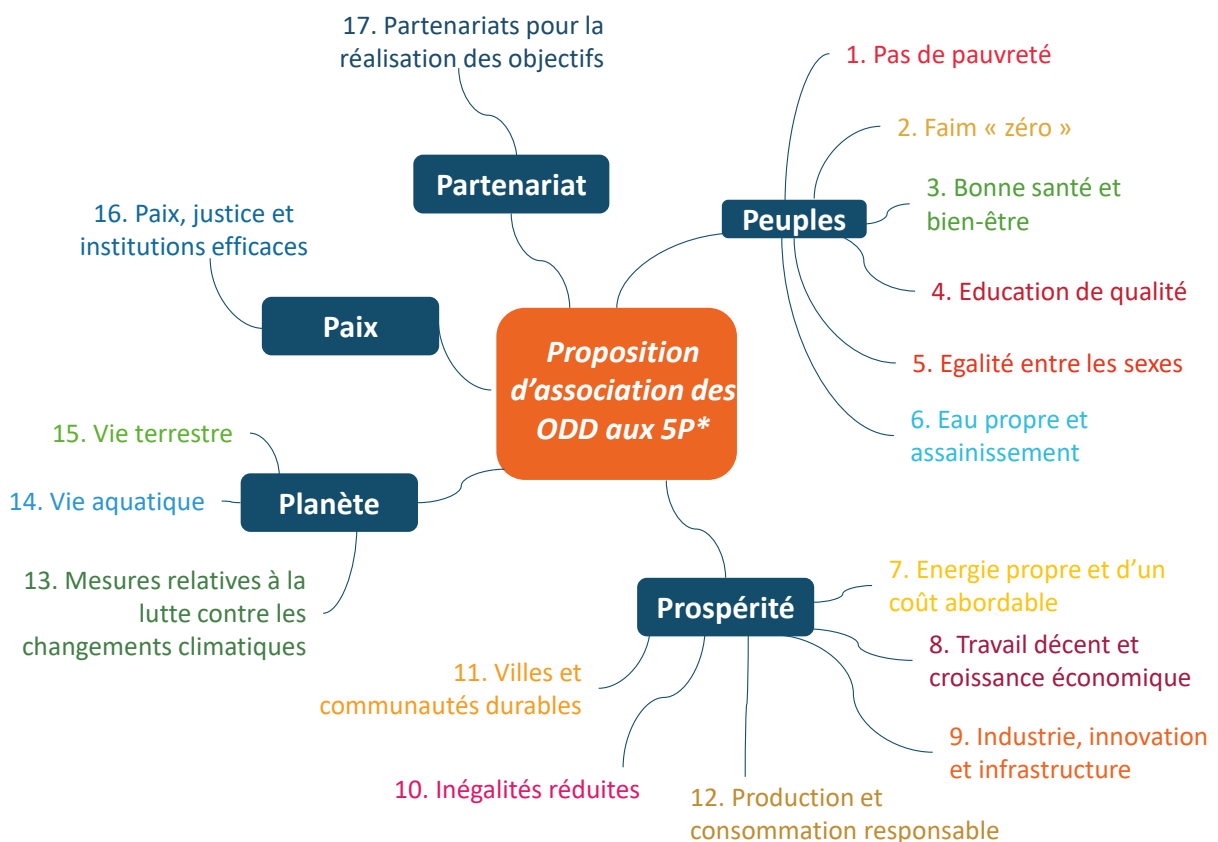 17. Partenariats pour la
réalisation des objectifs
Partenariat
16. Paix, justice et
institutions efficaces
Paix
Proposition
d’association des
ODD aux 5P*
1. Pas de pauvreté
2. Faim « zéro »
3. Bonne santé et
bien-être
Peuples
4. Education de qualité
5. Egalité entre les sexes
6. Eau propre et
assainissement
15. Vie terrestre
14. Vie aquatique
Planète
13. Mesures relatives à la
lutte contre les
changements climatiques
Prospérité
7. Energie propre et d’un
coût abordable
8. Travail décent et
croissance économique
9. Industrie, innovation
et infrastructure
11. Villes et
communautés durables
10. Inégalités réduites
12. Production et
consommation responsable